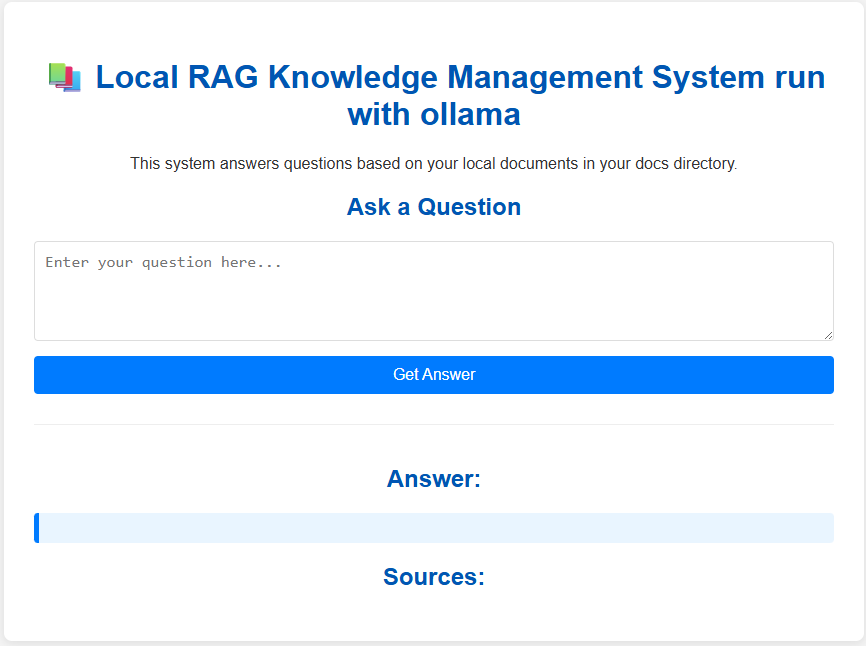 Local RAG Knowledge Management System run
with ollama
This system answers questions based on your local documents in your docs directory.
Ask a Question
Enter your question here...
Get Answer
Answer:
Sources: